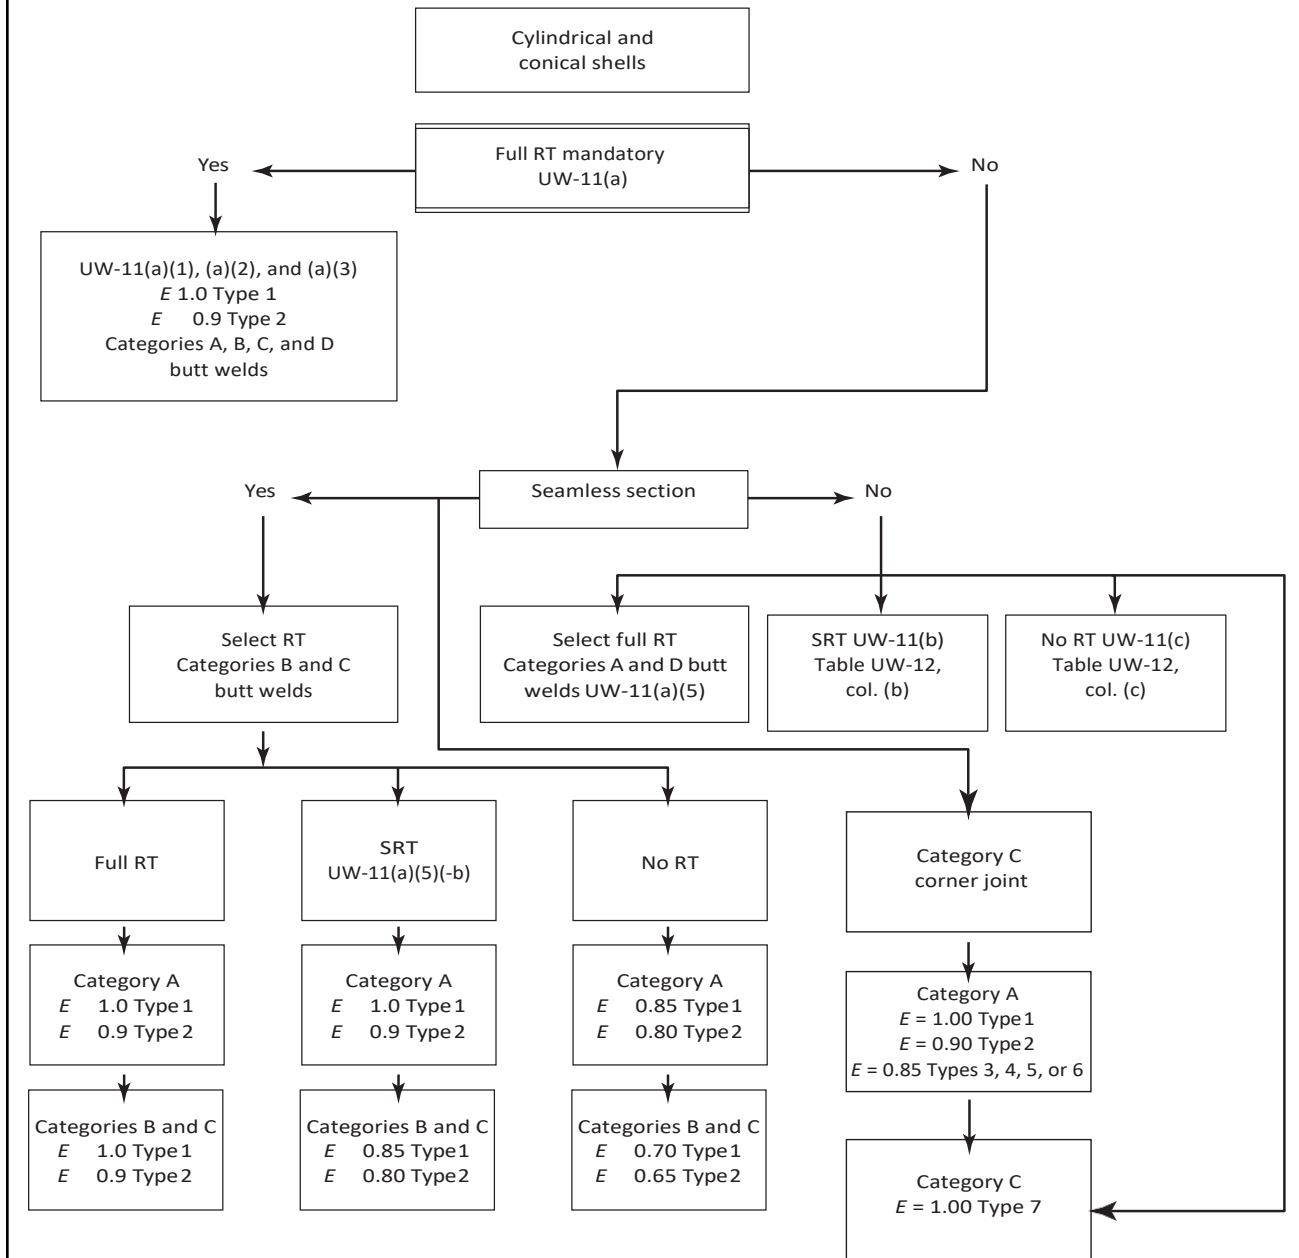 Cylindrical and
conical shells
Full RT mandatory
UW-11(a)
Yes
No
UW-11(a)(1), (a)(2), and (a)(3)
E 1.0 Type 1
E 0.9 Type 2
Categories A, B, C, and D
butt welds
Yes
Seamless section
No
Select RT
Categories B and C
butt welds
Select full RT
Categories A and D butt
welds UW-11(a)(5)
SRT UW-11(b)
Table UW-12,
col. (b)
No RT UW-11(c)
Table UW-12,
col. (c)
Full RT
SRT
UW-11(a)(5)(-b)
No RT
Category C
corner joint
Category A
E 1.0 Type 1
E 0.9 Type 2
Category A
E 1.0 Type 1
E 0.9 Type 2
Category A
E 0.85 Type 1
E 0.80 Type 2
Category A
E = 1.00 Type 1
E = 0.90 Type 2
E = 0.85 Types 3, 4, 5, or 6
Categories B and C
E 1.0 Type 1
E 0.9 Type 2
Categories B and C
E 0.85 Type 1
E 0.80 Type 2
Categories B and C
E 0.70 Type 1
E 0.65 Type 2
Category C
E = 1.00 Type 7